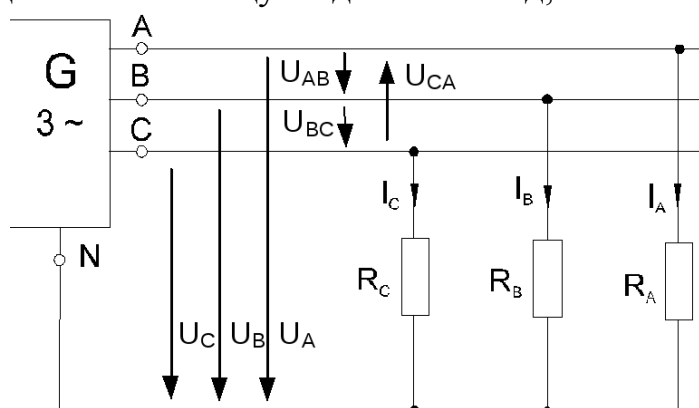 A
G
B
U_AB
U_CA
3 ~
C
U_BC
I_C
I_B
I_A
N
R_C
R_B
R_A
U_C
U_B
U_A